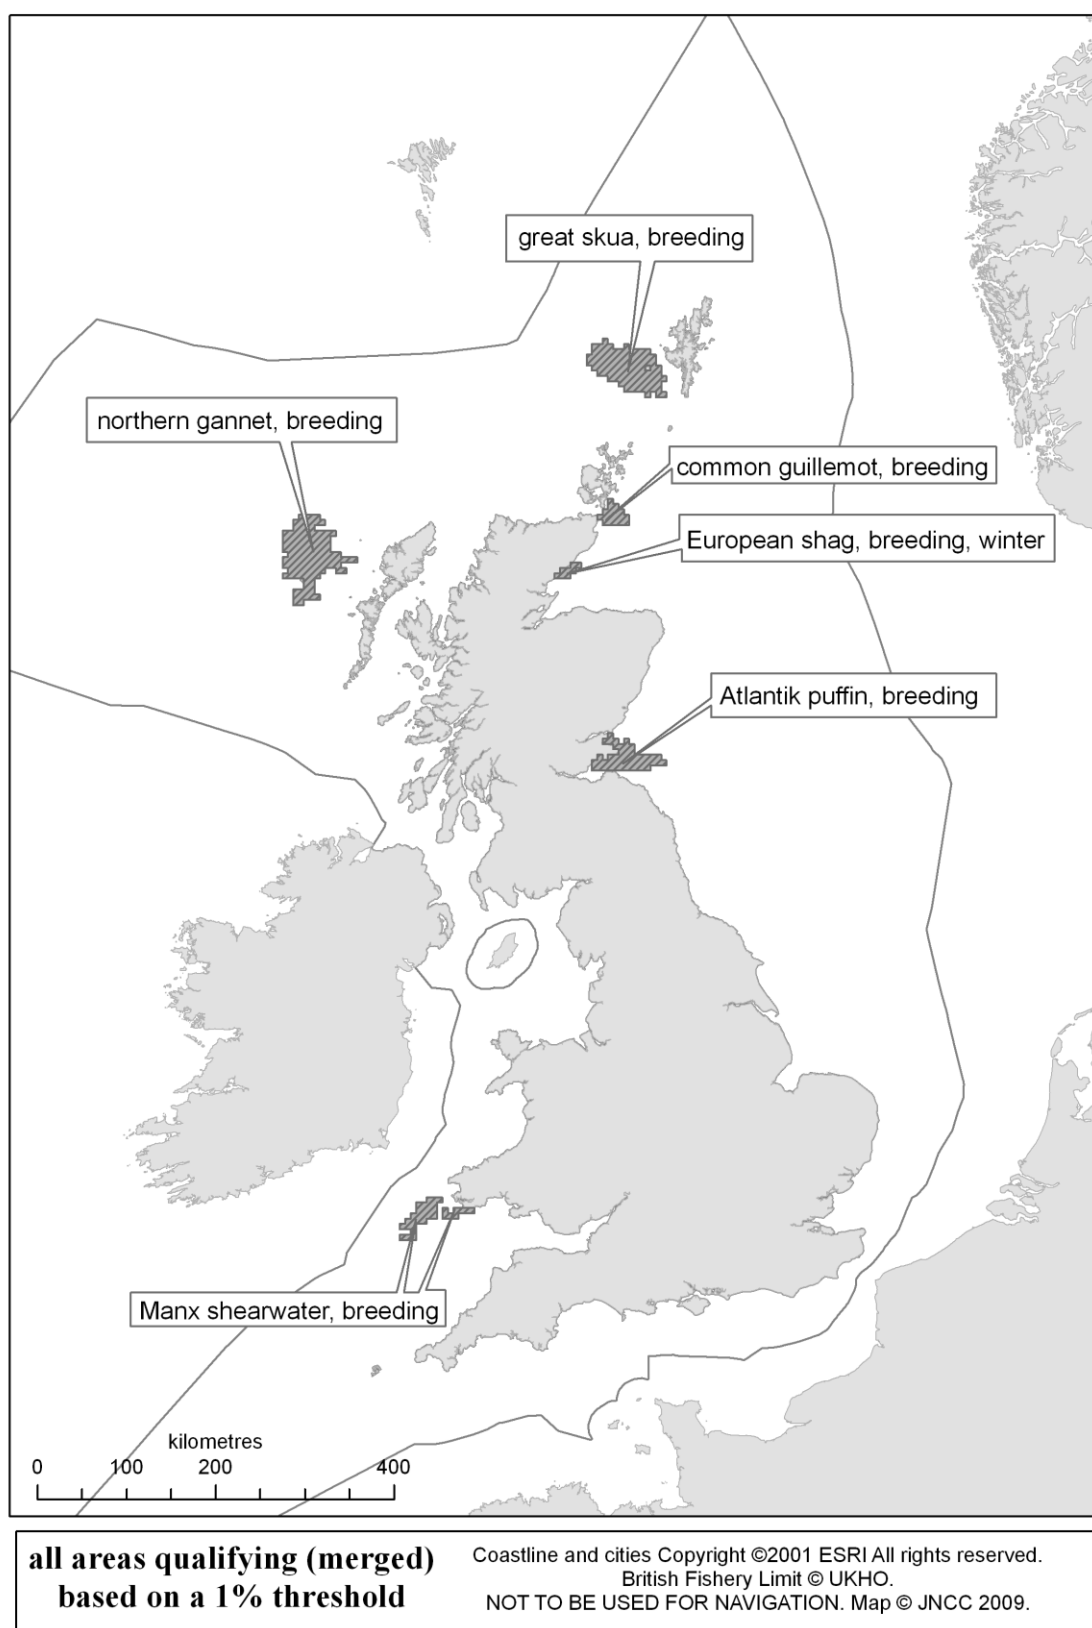 great skua, breeding
northern gannet, breeding
common guillemot, breeding
European shag, breeding, winter
Atlantik puffin, breeding
Manx shearwater, breeding
kilometres
0 100 200 400
all areas qualifying (merged)
based on a 1% threshold
Coastline and cities Copyright ©2001 ESRI All rights reserved.
British Fishery Limit © UKHO.
NOT TO BE USED FOR NAVIGATION. Map © JNCC 2009.